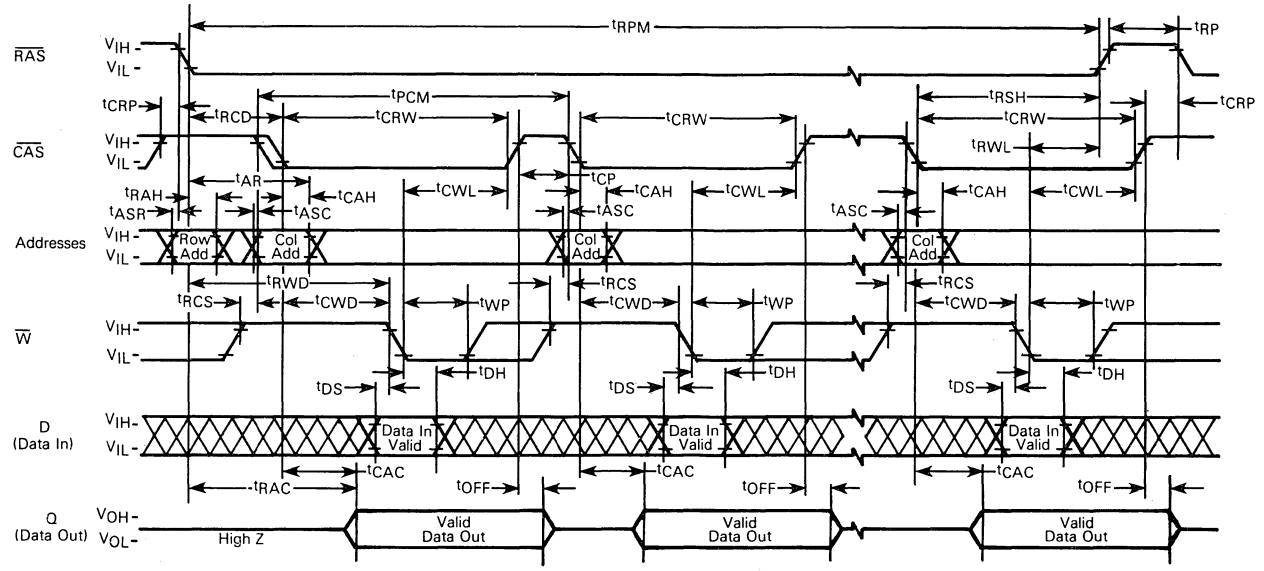 tRPM
tRP
RAS
VIH
VIL
tCRP
tRCD
tPCM
tCRW
tCRW
tRSH
tCRW
tCRP
CAS
VIH
VIL
tRWL
tRAH
tAR
tCAH
tCWL
tCP
tCAH
tCWL
tCAH
tCWL
tASR
tASC
tASC
tASC
Addresses
VIH
VIL
Row Add
Col Add
Col Add
Col Add
tRWD
tRCS
tCWD
tWP
tRCS
tCWD
tWP
tRCS
tCWD
tWP
W
VIH
VIL
tDS
tDH
tDS
tDH
tDS
tDH
D
(Data In)
VIH
VIL
Data In
Valid
Data In
Valid
Data In
Valid
tCAC
tCAC
tCAC
tRAC
tOFF
tOFF
tOFF
Q
(Data Out)
VOH
VOL
High Z
Valid
Data Out
Valid
Data Out
Valid
Data Out